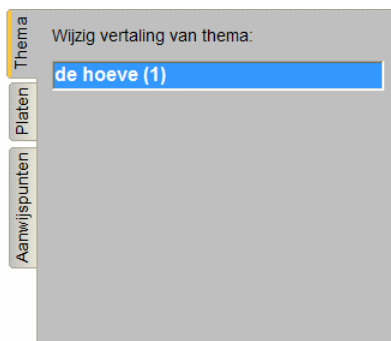 Thema
Platen
Aanwijspunten
Wijzig vertaling van thema:
de hoeve (1)